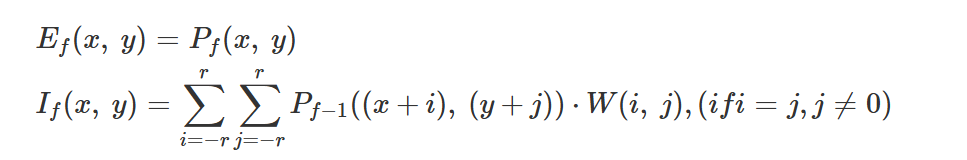 E_f(x, y) = P_f(x, y)
I_f(x, y) = \sum_{i=-r}^{r} \sum_{j=-r}^{r} P_{f-1}((x + i), (y + j)) \cdot W(i, j), (if i = j, j \neq 0)